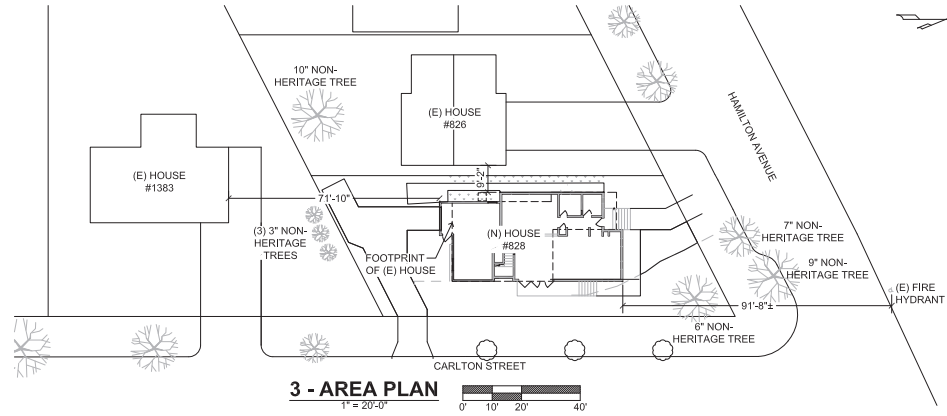 10" NON-
HERITAGE TREE
(E) HOUSE
#826
HAMILTON AVENUE
(E) HOUSE
#1383
9'-2"
71'-10"
(3) 3" NON-
HERITAGE
TREES
(N) HOUSE
#828
FOOTPRINT
OF (E) HOUSE
7" NON-
HERITAGE TREE
9" NON-
HERITAGE TREE
(E) FIRE
HYDRANT
91'-8"±
6" NON-
HERITAGE TREE
CARLTON STREET
3 - AREA PLAN
1" = 20'-0"
0' 10' 20' 40'